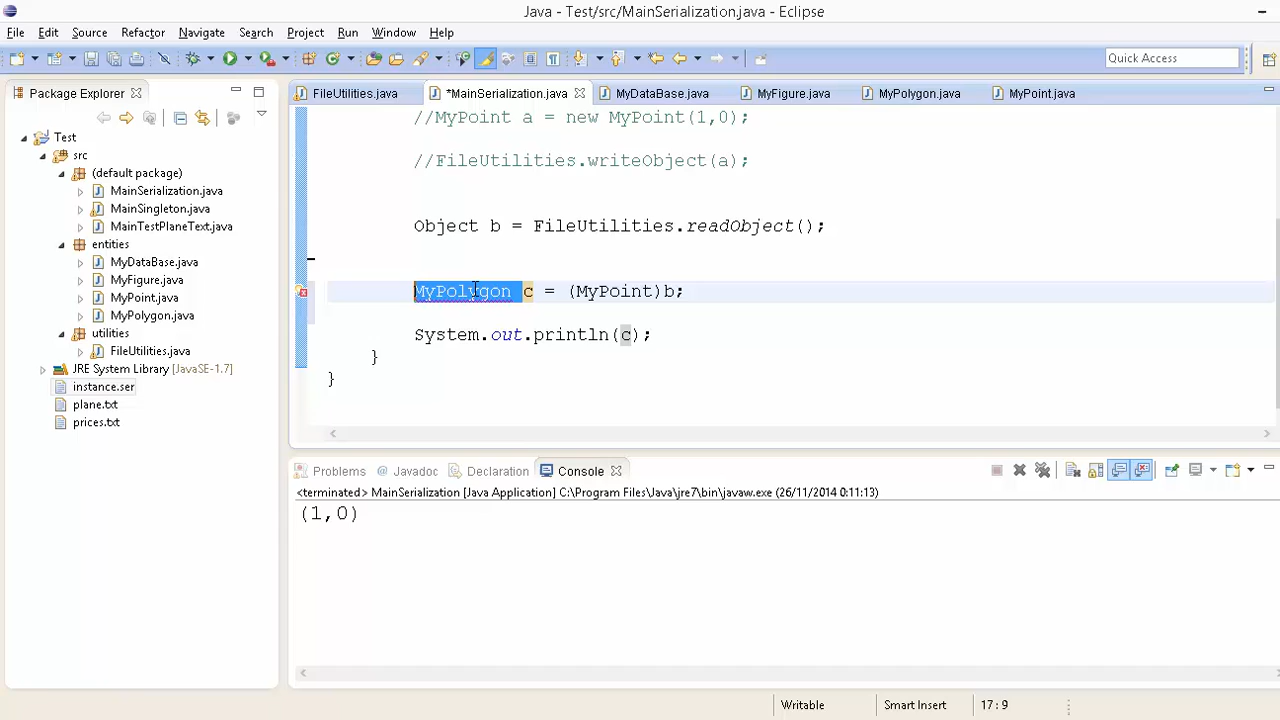 Java - Test/src/MainSerialization.java - Eclipse
File Edit Source Refactor Navigate Search Project Run Window Help
Quick Access
Package Explorer
FileUtilities.java *MainSerialization.java MyDataBase.java MyFigure.java MyPolygon.java MyPoint.java
Test
src
(default package)
MainSerialization.java
MainSingleton.java
MainTestPlaneText.java
entities
MyDataBase.java
MyFigure.java
MyPoint.java
MyPolygon.java
utilities
FileUtilities.java
JRE System Library [JavaSE-1.7]
instance.ser
plane.txt
prices.txt
//MyPoint a = new MyPoint(1,0);
//FileUtilities.writeObject(a);
Object b = FileUtilities.readObject();
MyPolygon c = (MyPoint)b;
System.out.println(c);
}
}
Problems Javadoc Declaration Console
<terminated> MainSerialization [Java Application] C:\Program Files\Java\jre7\bin\javaw.exe (26/11/2014 0:11:13)
(1,0)
Writable Smart Insert 17 : 9